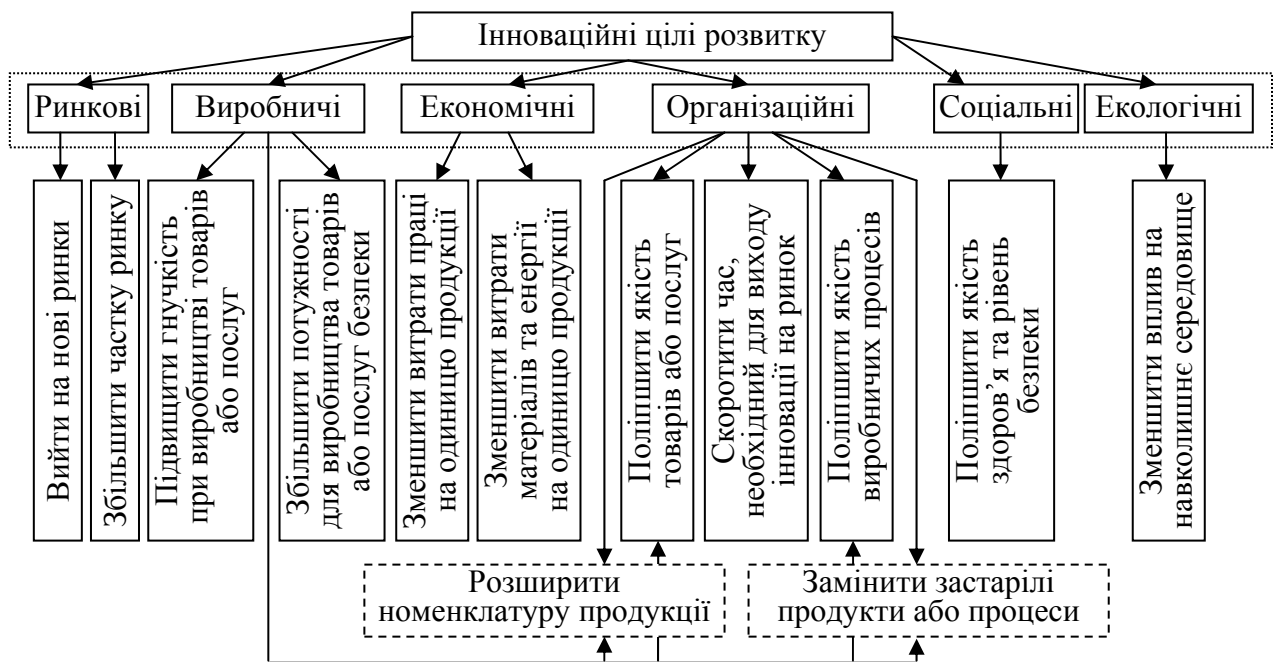 Інноваційні цілі розвитку
Ринкові
Виробничі
Економічні
Організаційні
Соціальні
Екологічні
Вийти на нові ринки
Збільшити частку ринку
Підвищити гнучкість
при виробництві товарів
або послуг
Збільшити потужності
для виробництва товарів
або послуг безпеки
Зменшити витрати праці
на одиницю продукції
Зменшити витрати
матеріалів та енергії
на одиницю продукції
Поліпшити якість
товарів або послуг
Скоротити час,
необхідний для виходу
інновації на ринок
Поліпшити якість
виробничих процесів
Поліпшити якість
здоров’я та рівень
безпеки
Зменшити вплив на
навколишнє середовище
Розширити
номенклатуру продукції
Замінити застарілі
продукти або процеси